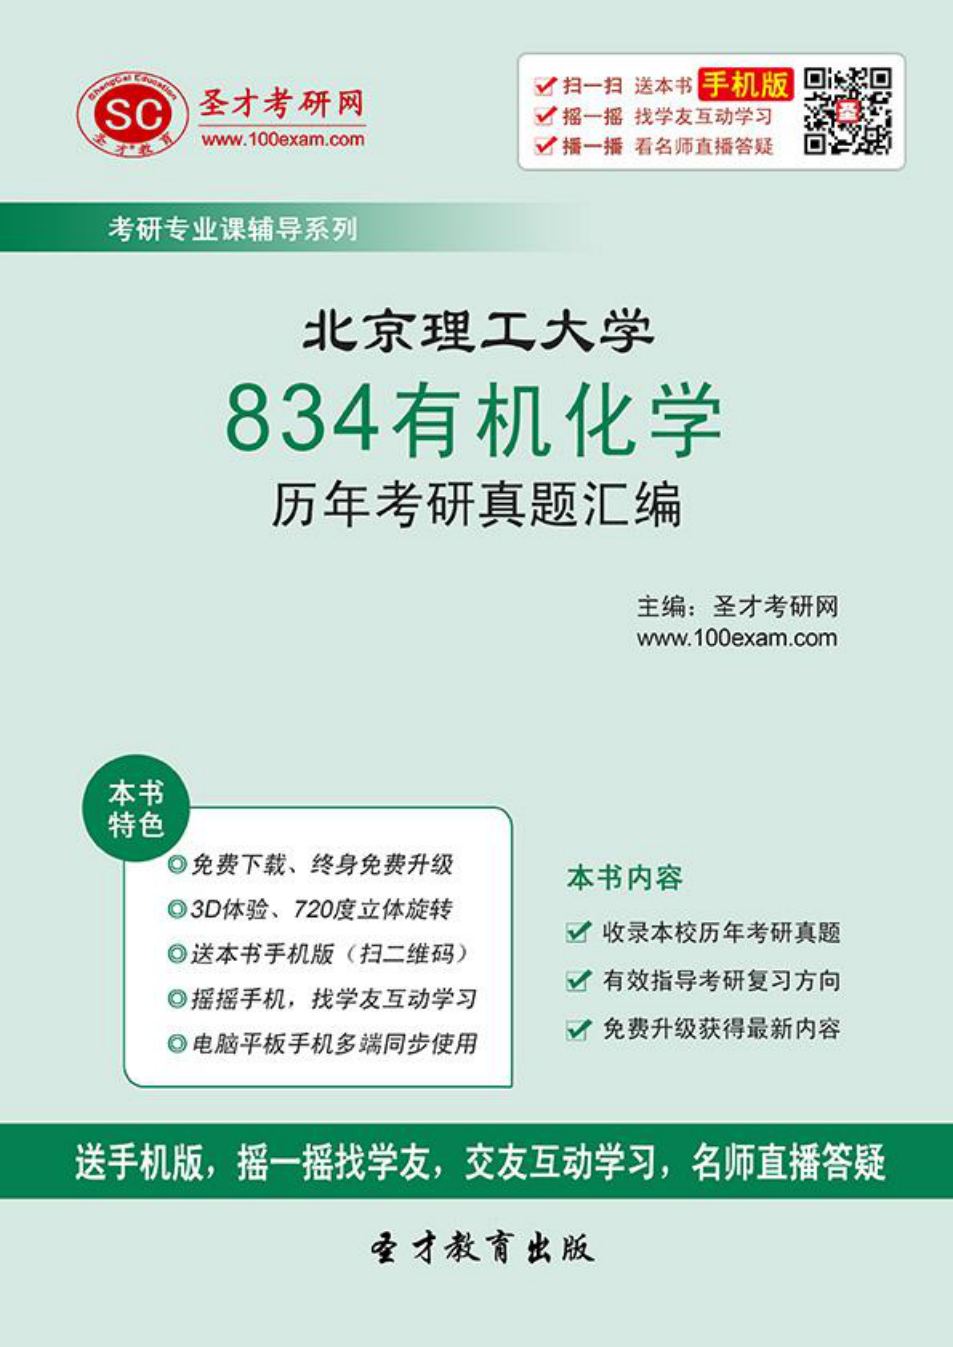 ShengCai Education
SC
圣才教育
圣才考研网
www.100exam.com
扫一扫 送本书 手机版
摇一摇 找学友互动学习
播一播 看名师直播答疑
圣
考研专业课辅导系列
北京理工大学
834有机化学
历年考研真题汇编
主编：圣才考研网
www.100exam.com
本书
特色
◎免费下载、终身免费升级
◎3D体验、720度立体旋转
◎送本书手机版（扫二维码）
◎摇摇手机，找学友互动学习
◎电脑平板手机多端同步使用
本书内容
收录本校历年考研真题
有效指导考研复习方向
免费升级获得最新内容
送手机版，摇一摇找学友，交友互动学习，名师直播答疑
圣才教育出版